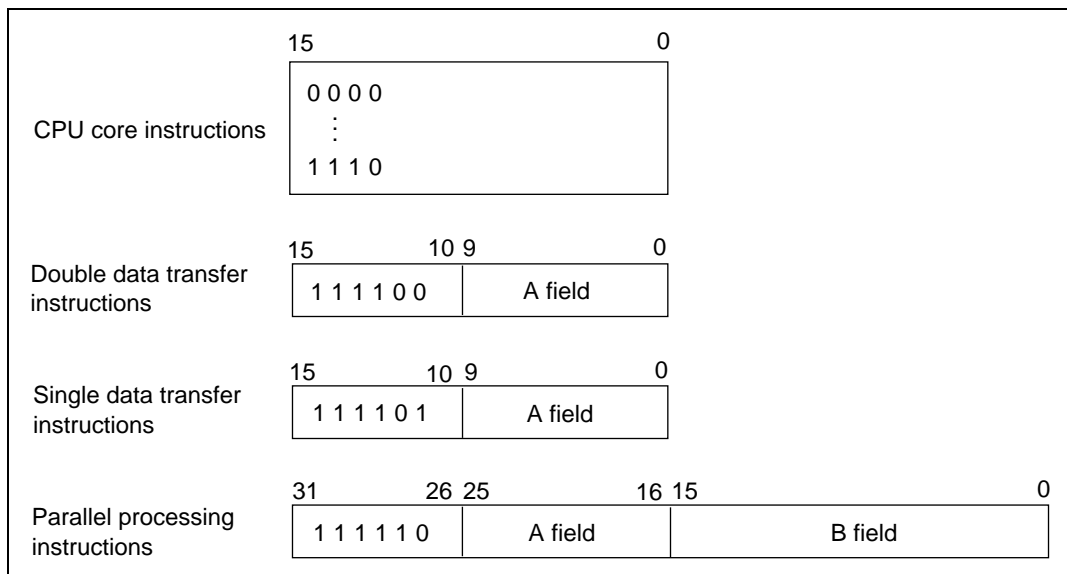 15 0
CPU core instructions
0 0 0 0
⋮
1 1 1 0
15 10 9 0
Double data transfer
instructions
1 1 1 1 0 0 A field
15 10 9 0
Single data transfer
instructions
1 1 1 1 0 1 A field
31 26 25 16 15 0
Parallel processing
instructions
1 1 1 1 1 0 A field B field